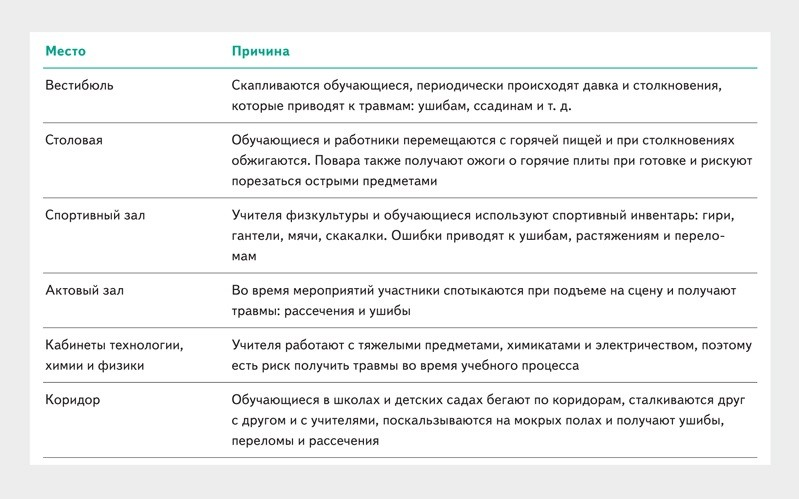 Место Причина
Вестибюль Скапливаются обучающиеся, периодически происходят давка и столкновения,
которые приводят к травмам: ушибам, ссадинам и т. д.
Столовая Обучающиеся и работники перемещаются с горячей пищей и при столкновениях
обжигаются. Повара также получают ожоги о горячие плиты при готовке и рискуют
порезаться острыми предметами
Спортивный зал Учителя физкультуры и обучающиеся используют спортивный инвентарь: гири,
гантели, мячи, скакалки. Ошибки приводят к ушибам, растяжениям и перело-
мам
Актовый зал Во время мероприятий участники спотыкаются при подъеме на сцену и получают
травмы: рассечения и ушибы
Кабинеты технологии, Учителя работают с тяжелыми предметами, химикатами и электричеством, поэтому
химии и физики есть риск получить травмы во время учебного процесса
Коридор Обучающиеся в школах и детских садах бегают по коридорам, сталкиваются друг
с другом и с учителями, поскальзываются на мокрых полах и получают ушибы,
переломы и рассечения